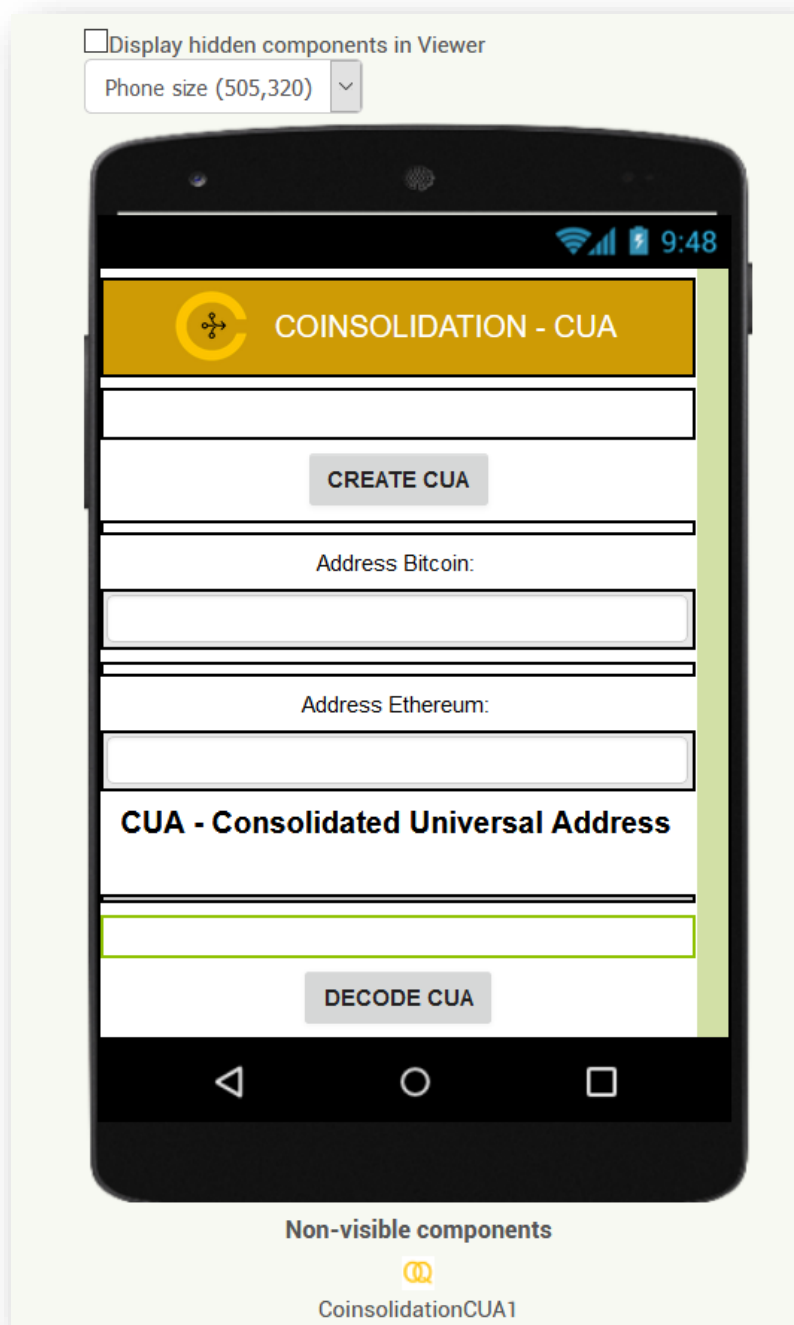 Display hidden components in Viewer
Phone size (505,320)
9:48
COINSOLIDATION - CUA
CREATE CUA
Address Bitcoin:
Address Ethereum:
CUA - Consolidated Universal Address
DECODE CUA
Non-visible components
CoinsolidationCUA1